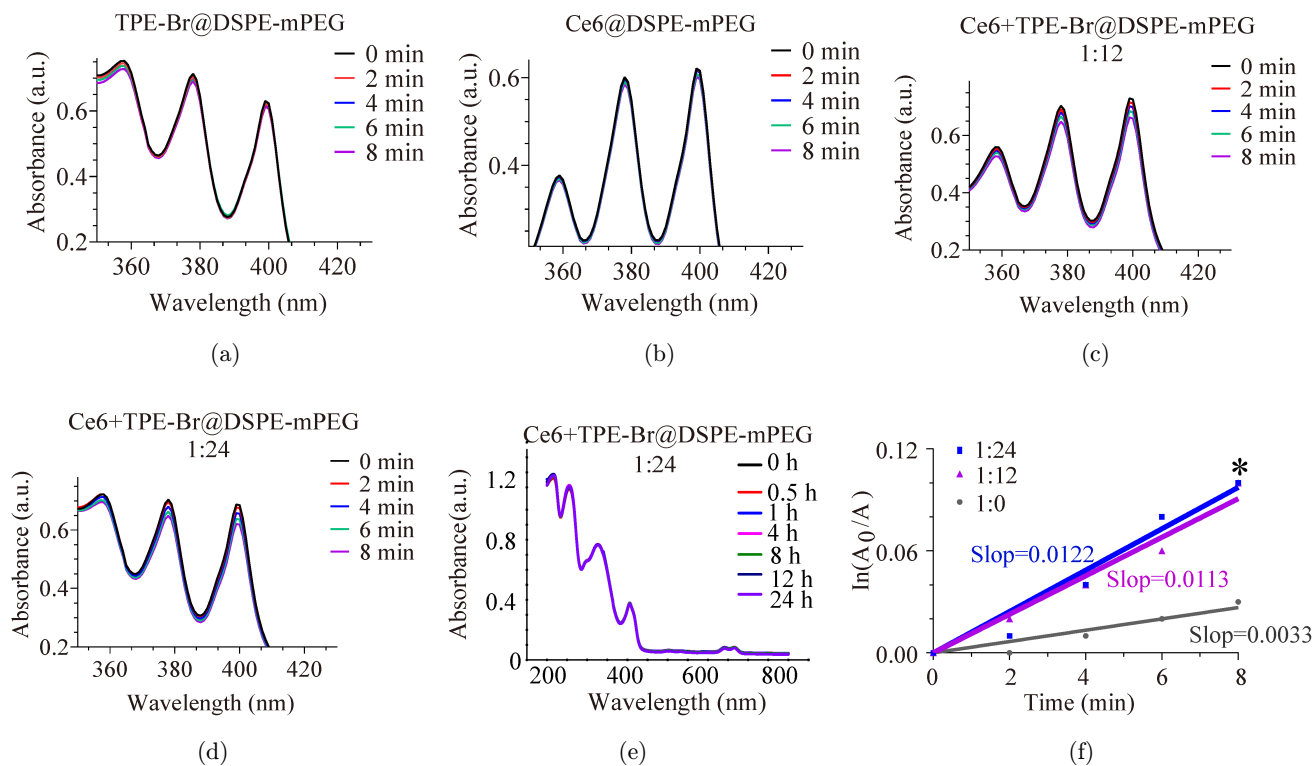 TPE-Br@DSPE-mPEG
Absorbance (a.u.)
0.6
0.4
0.2
0 min
2 min
4 min
6 min
8 min
360 380 400 420
Wavelength (nm)
(a)
Ce6@DSPE-mPEG
Absorbance (a.u.)
0.6
0.4
0 min
2 min
4 min
6 min
8 min
360 380 400 420
Wavelength (nm)
(b)
Ce6+TPE-Br@DSPE-mPEG
1:12
Absorbance (a.u.)
0.6
0.4
0.2
0 min
2 min
4 min
6 min
8 min
360 380 400 420
Wavelength (nm)
(c)
Ce6+TPE-Br@DSPE-mPEG
1:24
Absorbance (a.u.)
0.6
0.4
0.2
0 min
2 min
4 min
6 min
8 min
360 380 400 420
Wavelength (nm)
(d)
Ce6+TPE-Br@DSPE-mPEG
1:24
Absorbance(a.u.)
1.2
0.8
0.4
0
0 h
0.5 h
1 h
4 h
8 h
12 h
24 h
200 400 600 800
Wavelength (nm)
(e)
In(A0/A)
0.12
0.06
0.00
1:24
1:12
1:0
*
Slop=0.0122
Slop=0.0113
Slop=0.0033
0 2 4 6 8
Time (min)
(f)